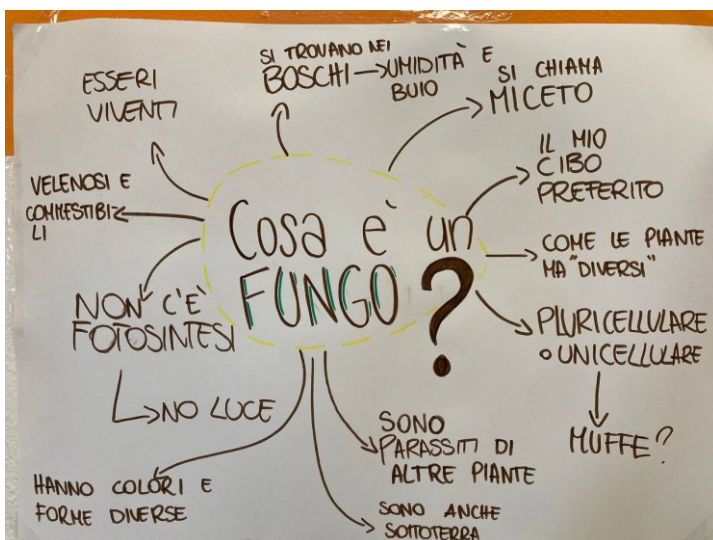 ESSERI
VIVENTI
SI TROVANO NEI
BOSCHI → UMIDITÀ E
BUIO
SI CHIAMA
MICETO
IL MIO
CIBO
PREFERITO
VELENOSI E
COMMESTIBI
LI
Cosa e' un
FUNGO ?
COME LE PIANTE
MA "DIVERSI"
NON C'È
FOTOSINTESI
NO LUCE
PLURICELLULARE
O UNICELLULARE
MUFFE?
SONO
PARASSITI DI
ALTRE PIANTE
HANNO COLORI E
FORME DIVERSE
SONO ANCHE
SOTTOTERRA